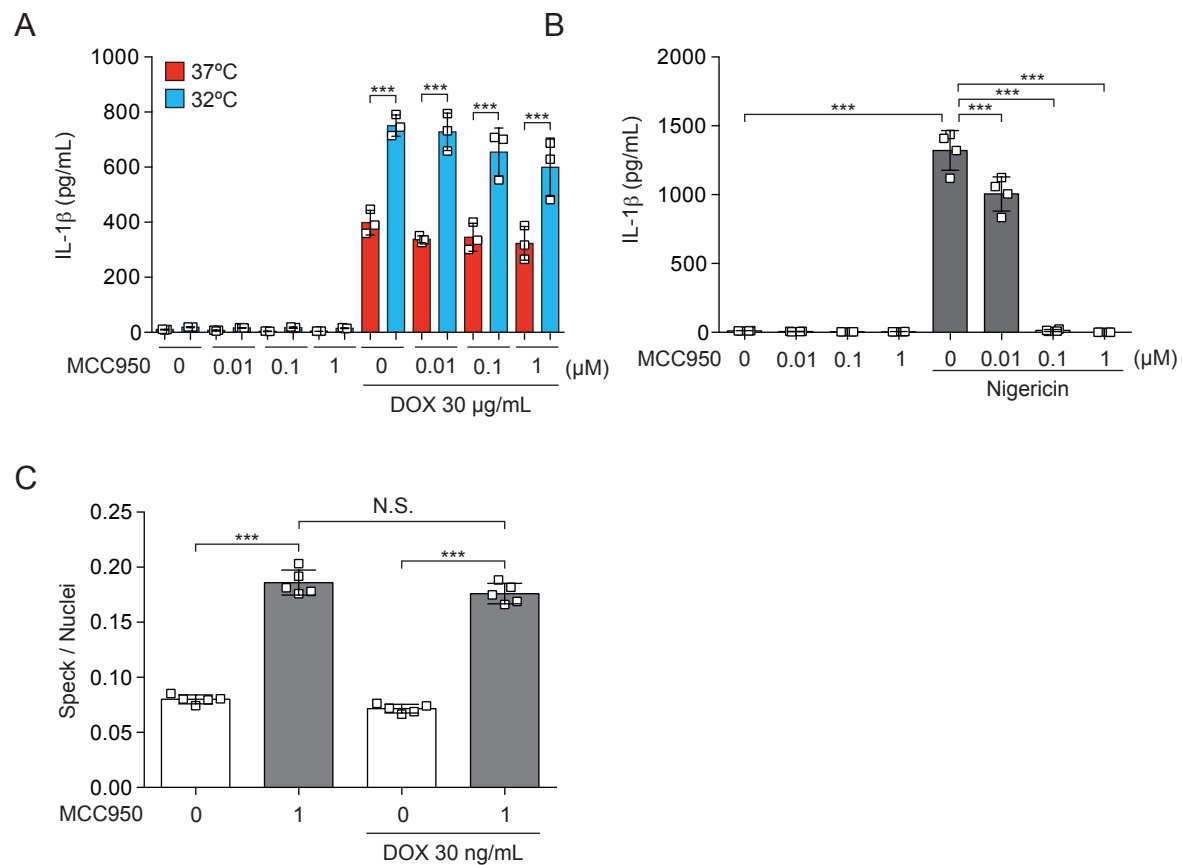 A
IL-1β (pg/mL)
1000
800
600
400
200
0
37ºC
32ºC
*** *** *** ***
MCC950 0 0.01 0.1 1 0 0.01 0.1 1 (µM)
DOX 30 µg/mL
B
IL-1β (pg/mL)
2000
1500
1000
500
0
***
***
*** ***
MCC950 0 0.01 0.1 1 0 0.01 0.1 1 (µM)
Nigericin
C
Speck / Nuclei
0.25
0.20
0.15
0.10
0.05
0.00
N.S.
*** ***
MCC950 0 1 0 1
DOX 30 ng/mL